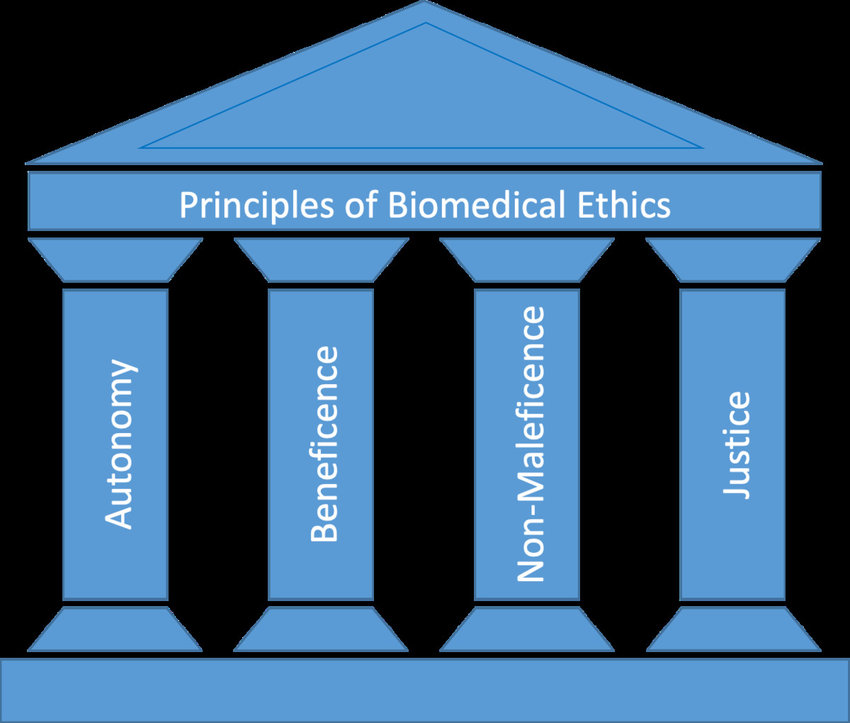 Principles of Biomedical Ethics
Autonomy
Beneficence
Non-Maleficence
Justice